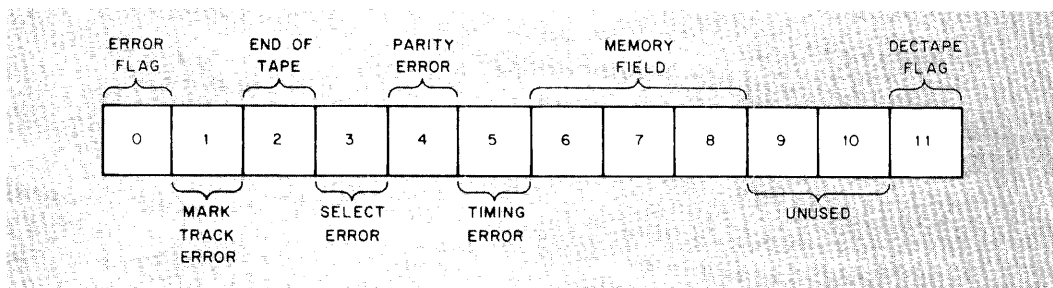 ERROR
FLAG
END OF
TAPE
PARITY
ERROR
MEMORY
FIELD
DECTAPE
FLAG
0 1 2 3 4 5 6 7 8 9 10 11
MARK
TRACK
ERROR
SELECT
ERROR
TIMING
ERROR
UNUSED